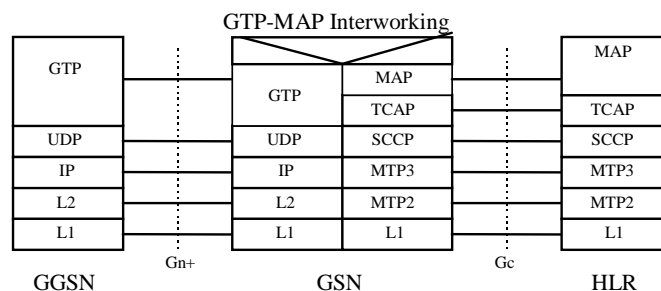 GTP-MAP Interworking
GTP
GTP
MAP
MAP
TCAP
TCAP
UDP
UDP
SCCP
SCCP
IP
IP
MTP3
MTP3
L2
L2
MTP2
MTP2
L1
L1
L1
L1
Gn+
Gc
GGSN
GSN
HLR